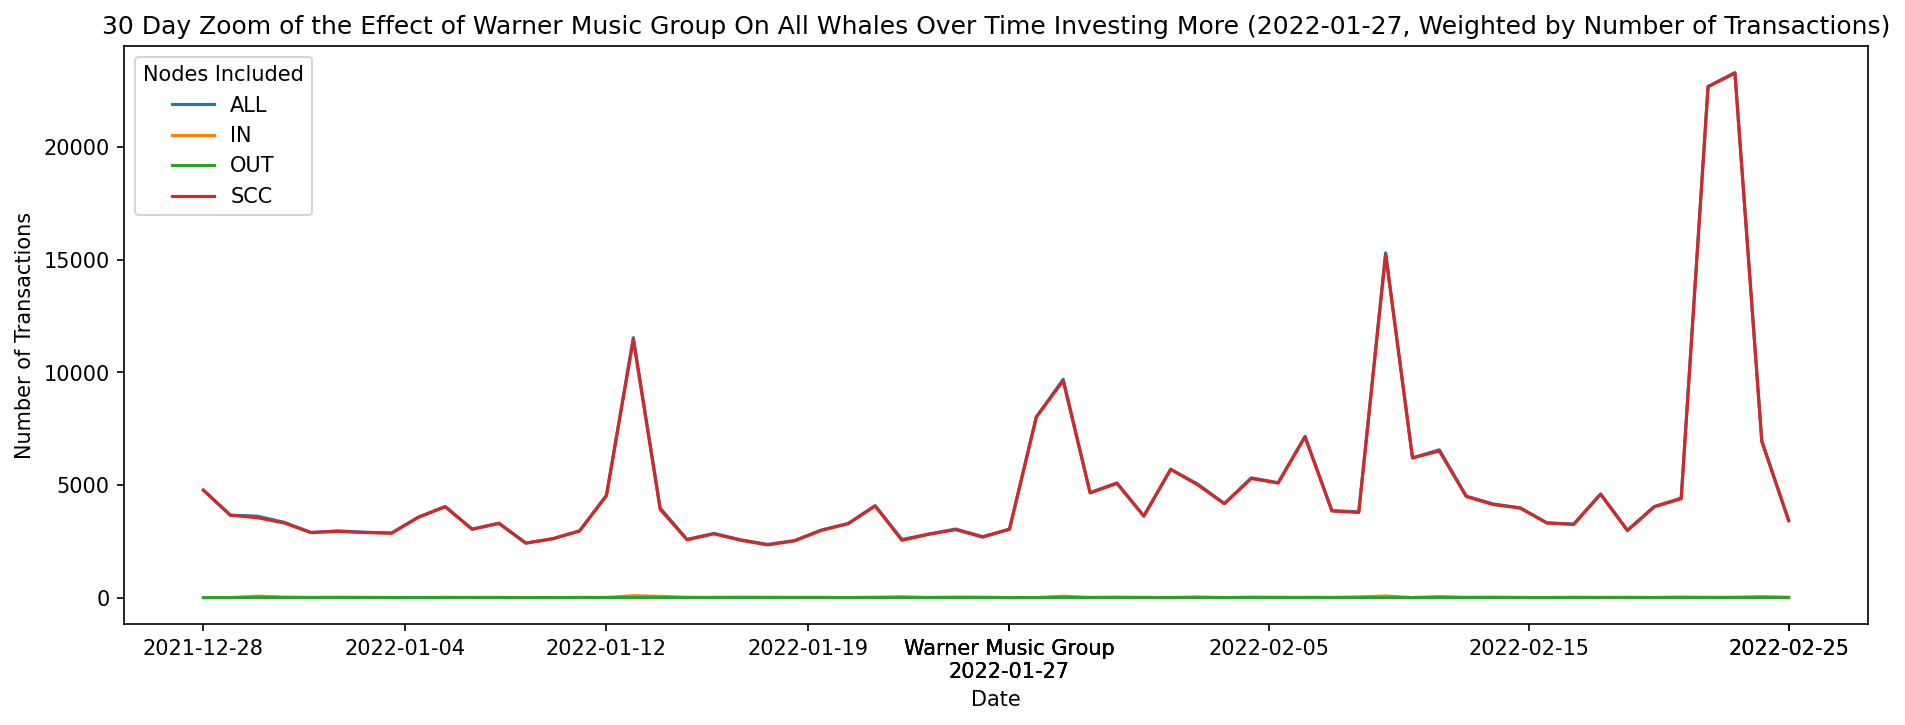 30 Day Zoom of the Effect of Warner Music Group On All Whales Over Time Investing More (2022-01-27, Weighted by Number of Transactions)
Nodes Included
ALL
IN
OUT
SCC
Number of Transactions
20000
15000
10000
5000
0
2021-12-28
2022-01-04
2022-01-12
2022-01-19
Warner Music Group
2022-01-27
2022-02-05
2022-02-15
2022-02-25
Date